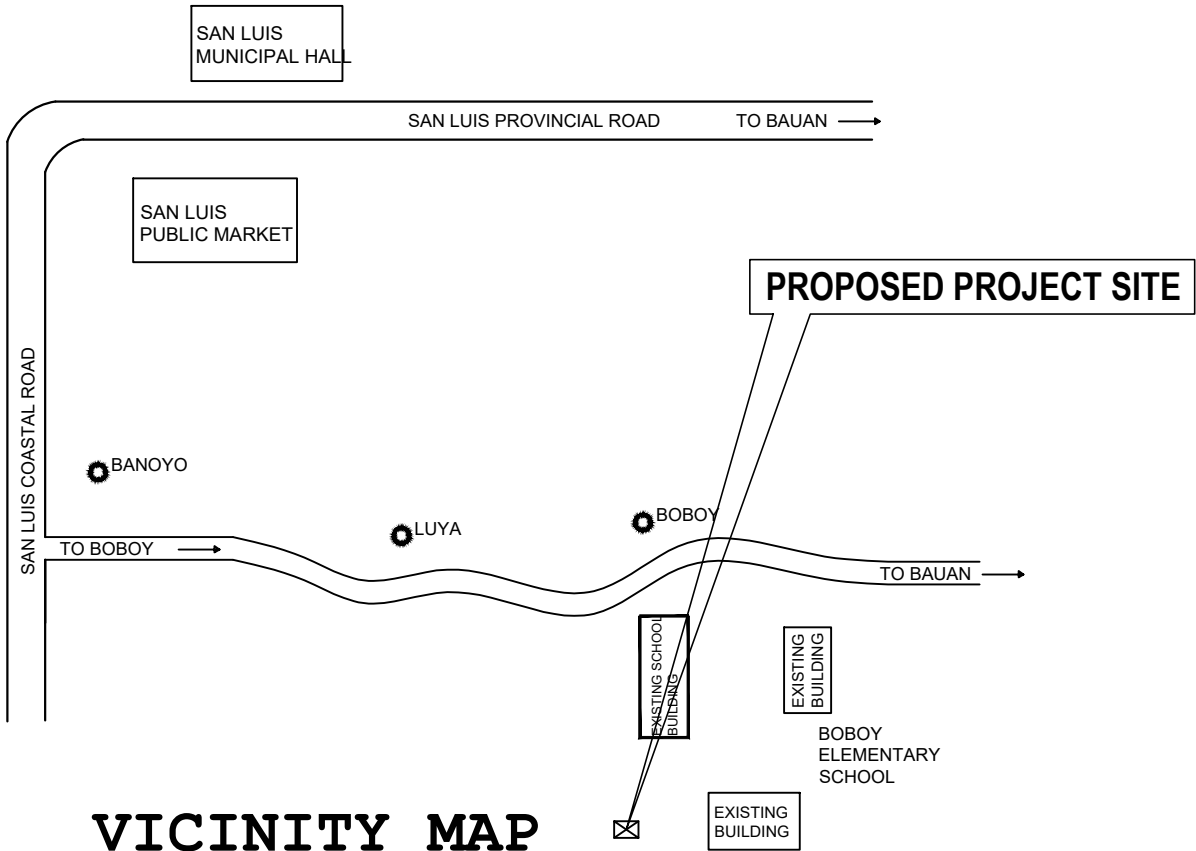 SAN LUIS
MUNICIPAL HALL
SAN LUIS PROVINCIAL ROAD
TO BAUAN
SAN LUIS
PUBLIC MARKET
PROPOSED PROJECT SITE
SAN LUIS COASTAL ROAD
BANOYO
LUYA
BOBOY
TO BOBOY
TO BAUAN
EXISTING SCHOOL
BUILDING
EXISTING
BUILDING
BOBOY
ELEMENTARY
SCHOOL
EXISTING
BUILDING
VICINITY MAP